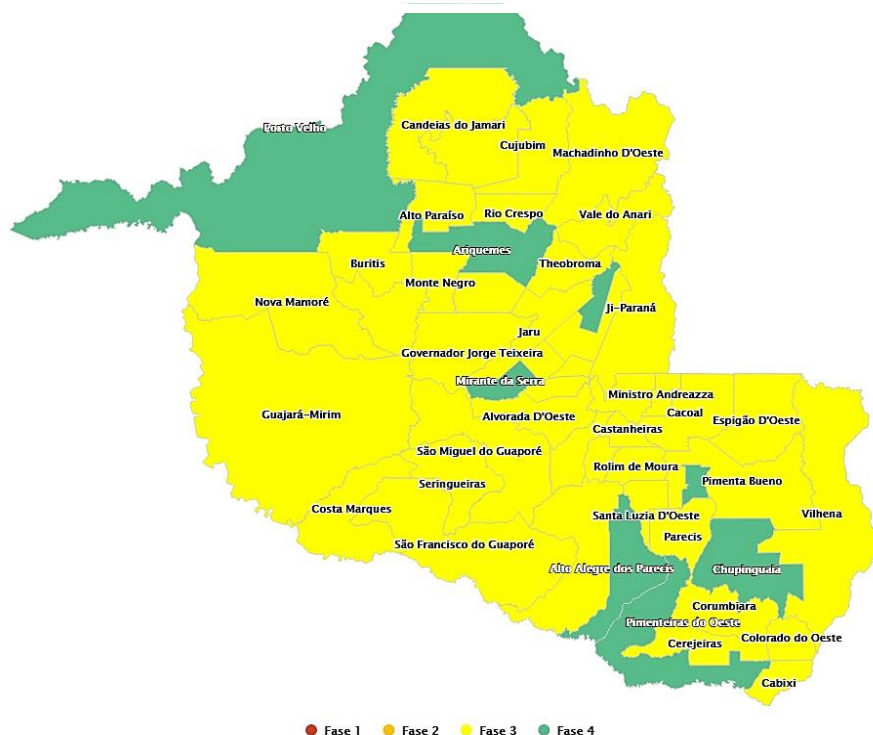 Porto Velho
Candeias do Jamari
Cujubim
Machadinho D'Oeste
Alto Paraíso
Rio Crespo
Vale do Anari
Ariquemes
Buritis
Theobroma
Monte Negro
Nova Mamoré
Ji-Paraná
Jaru
Governador Jorge Teixeira
Mirante da Serra
Ministro Andreazza
Guajará-Mirim
Alvorada D'Oeste
Cacoal
Espigão D'Oeste
Castanheiras
São Miguel do Guaporé
Rolim de Moura
Seringueiras
Pimenta Bueno
Costa Marques
Santa Luzia D'Oeste
Vilhena
São Francisco do Guaporé
Parecis
Alto Alegre dos Parecis
Chupinguaia
Corumbiara
Pimenteiras do Oeste
Cerejeiras
Colorado do Oeste
Cabixi
Fase 1 Fase 2 Fase 3 Fase 4